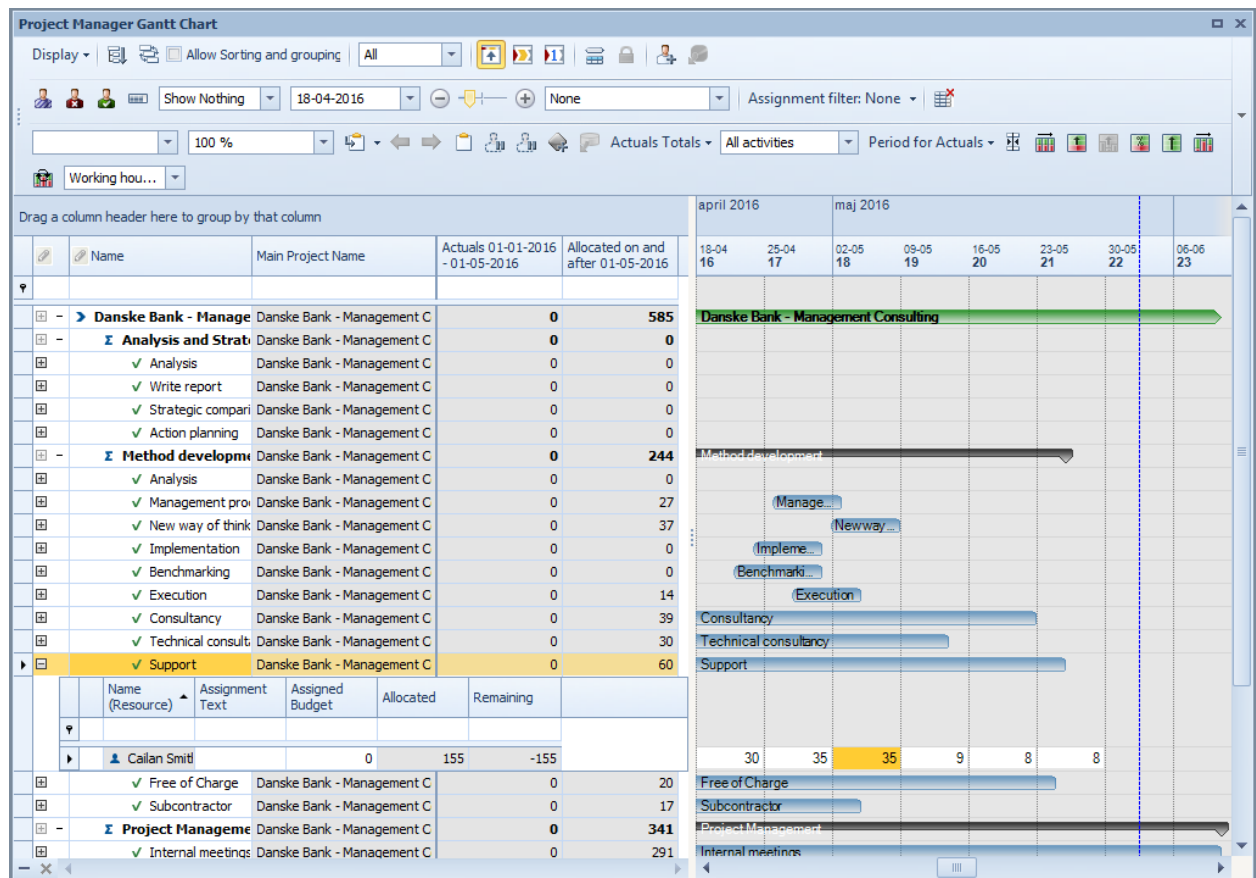 Project Manager Gantt Chart
Display Allow Sorting and grouping All
Show Nothing 18-04-2016 None Assignment filter: None
100 % Actuals Totals All activities Period for Actuals
Working hou...
Drag a column header here to group by that column
april 2016 maj 2016
Name Main Project Name Actuals 01-01-2016 - 01-05-2016 Allocated on and after 01-05-2016
18-04 25-04 02-05 09-05 16-05 23-05 30-05 06-06
16 17 18 19 20 21 22 23
Danske Bank - Manage Danske Bank - Management C 0 585 Danske Bank - Management Consulting
Σ Analysis and Strat Danske Bank - Management C 0 0
Analysis Danske Bank - Management C 0 0
Write report Danske Bank - Management C 0 0
Strategic compari Danske Bank - Management C 0 0
Action planning Danske Bank - Management C 0 0
Σ Method developme Danske Bank - Management C 0 244 Method development
Analysis Danske Bank - Management C 0 0
Management pro Danske Bank - Management C 0 27 Manage...
New way of think Danske Bank - Management C 0 37 New way...
Implementation Danske Bank - Management C 0 0 Impleme...
Benchmarking Danske Bank - Management C 0 0 Benchmarki...
Execution Danske Bank - Management C 0 14 Execution
Consultancy Danske Bank - Management C 0 39 Consultancy
Technical consult Danske Bank - Management C 0 30 Technical consultancy
Support Danske Bank - Management C 0 60 Support
Name (Resource) Assignment Text Assigned Budget Allocated Remaining
Cailan Smitl 0 155 -155 30 35 35 9 8 8
Free of Charge Danske Bank - Management C 0 20 Free of Charge
Subcontractor Danske Bank - Management C 0 17 Subcontractor
Σ Project Manageme Danske Bank - Management C 0 341 Project Management
Internal meetings Danske Bank - Management C 0 291 Internal meetings